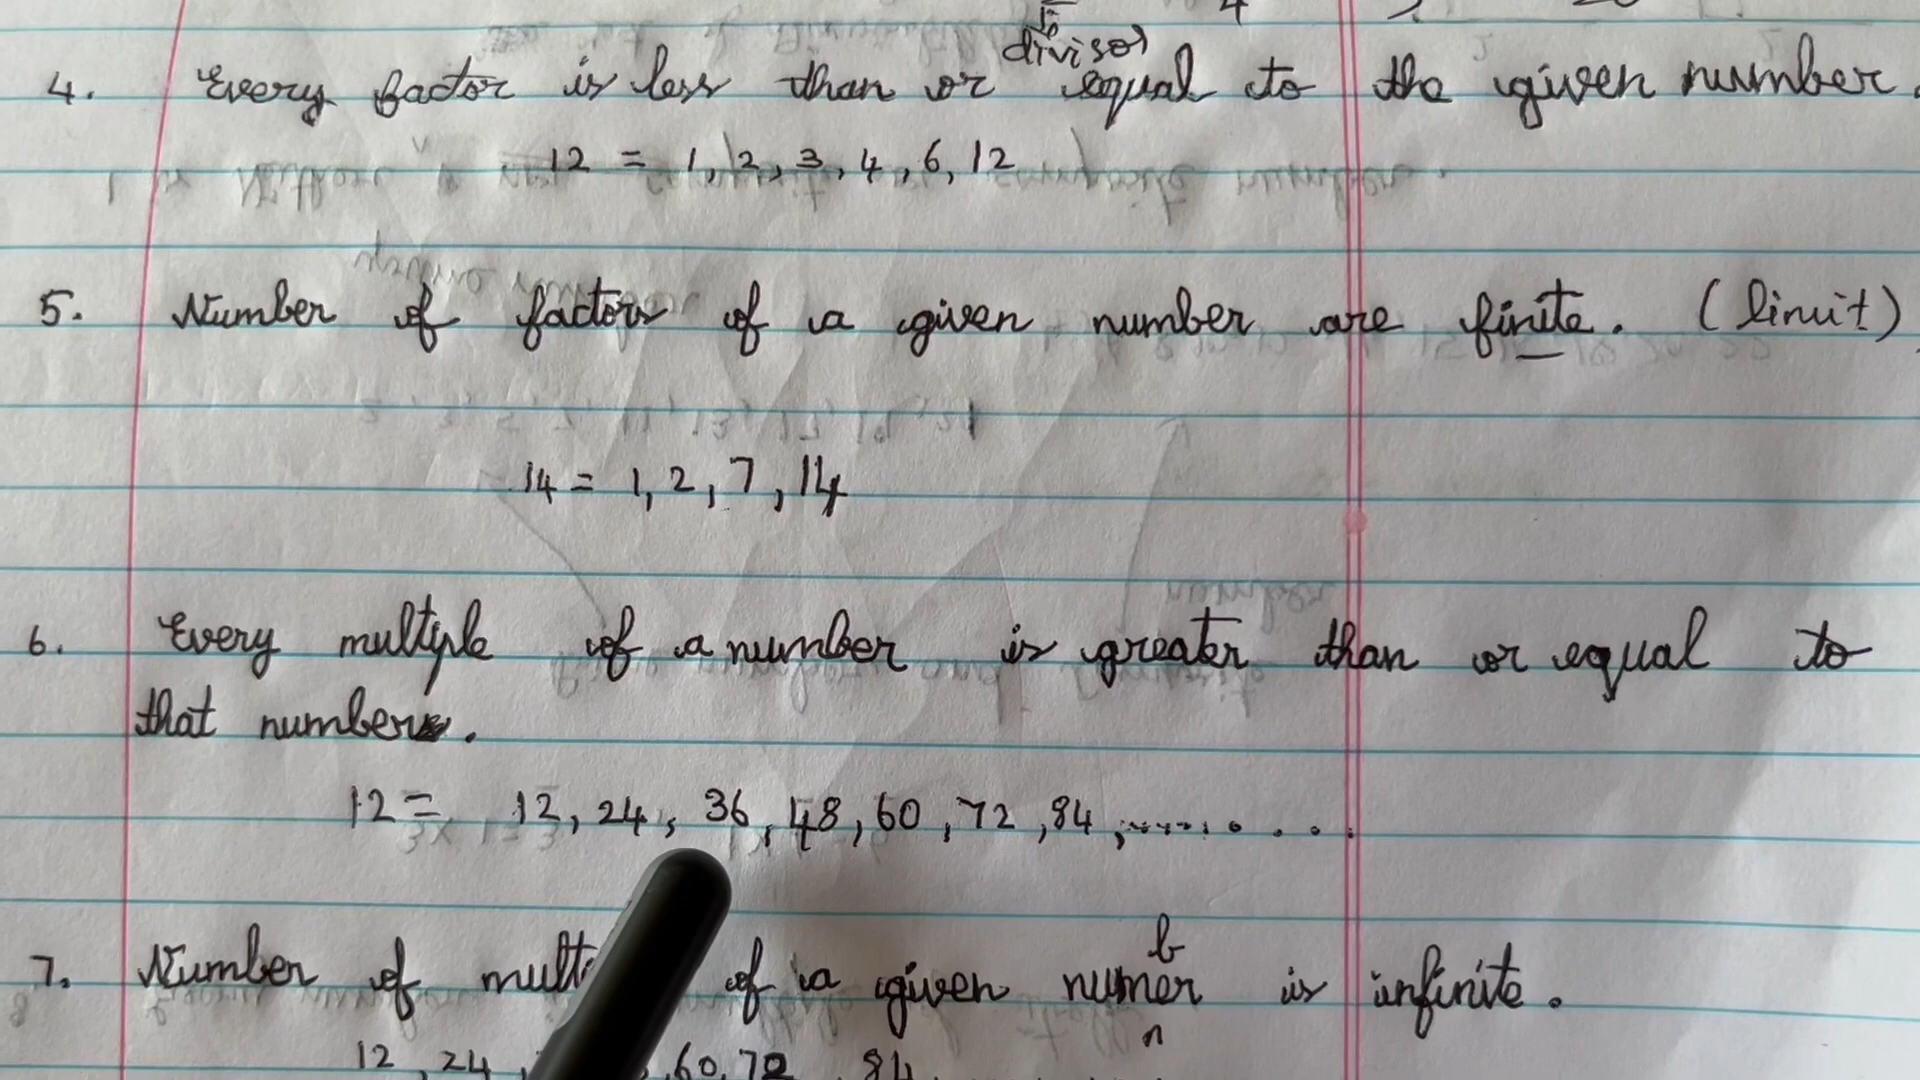 divisor
4. Every factor is less than or equal to the given number.
12 = 1, 2, 3, 4, 6, 12
5. Number of factors of a given number are finite. (limit)
14 = 1, 2, 7, 14
6. Every multiple of a number is greater than or equal to
that number.
12 = 12, 24, 36, 48, 60, 72, 84, ..........
b
7. Number of of a given numer is infinite.
n
12, 24, 60, 72 84